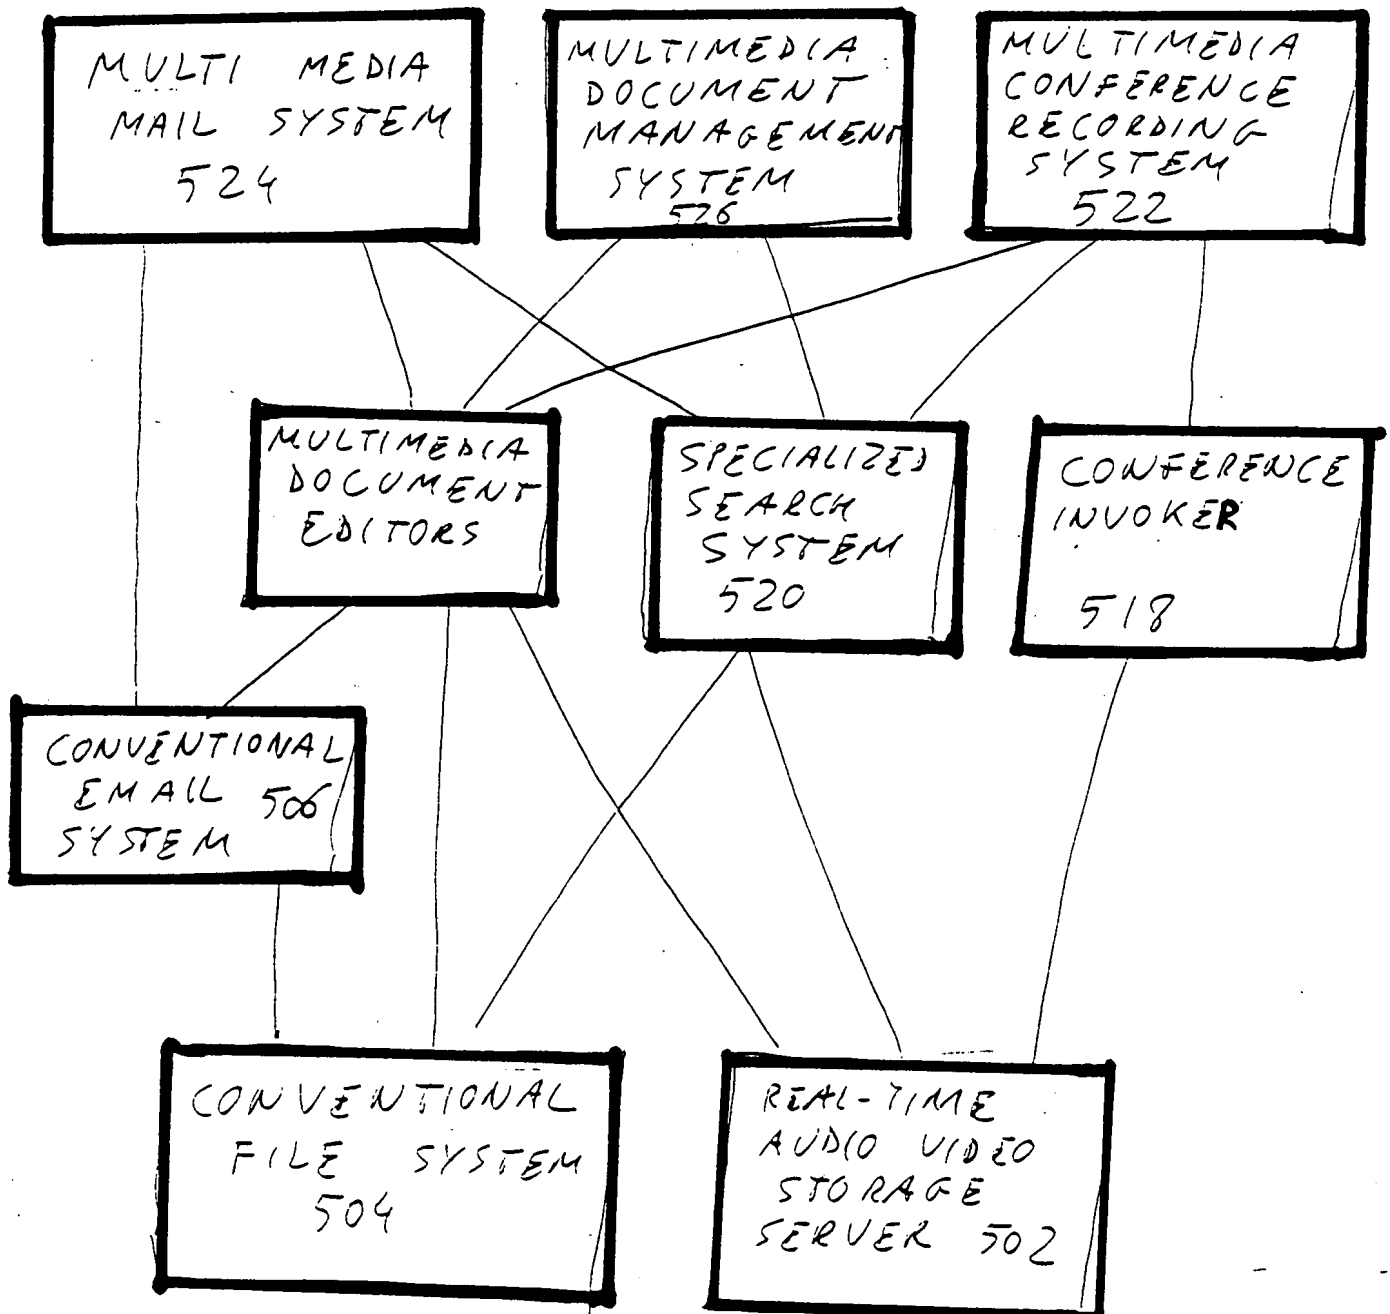 MULTI MEDIA
MAIL SYSTEM
524
MULTIMEDIA
DOCUMENT
MANAGEMENT
SYSTEM
526
MULTIMEDIA
CONFERENCE
RECORDING
SYSTEM
522
MULTIMEDIA
DOCUMENT
EDITORS
SPECIALIZED
SEARCH
SYSTEM
520
CONFERENCE
INVOKER
518
CONVENTIONAL
EMAIL 506
SYSTEM
CONVENTIONAL
FILE SYSTEM
504
REAL-TIME
AUDIO VIDEO
STORAGE
SERVER 502